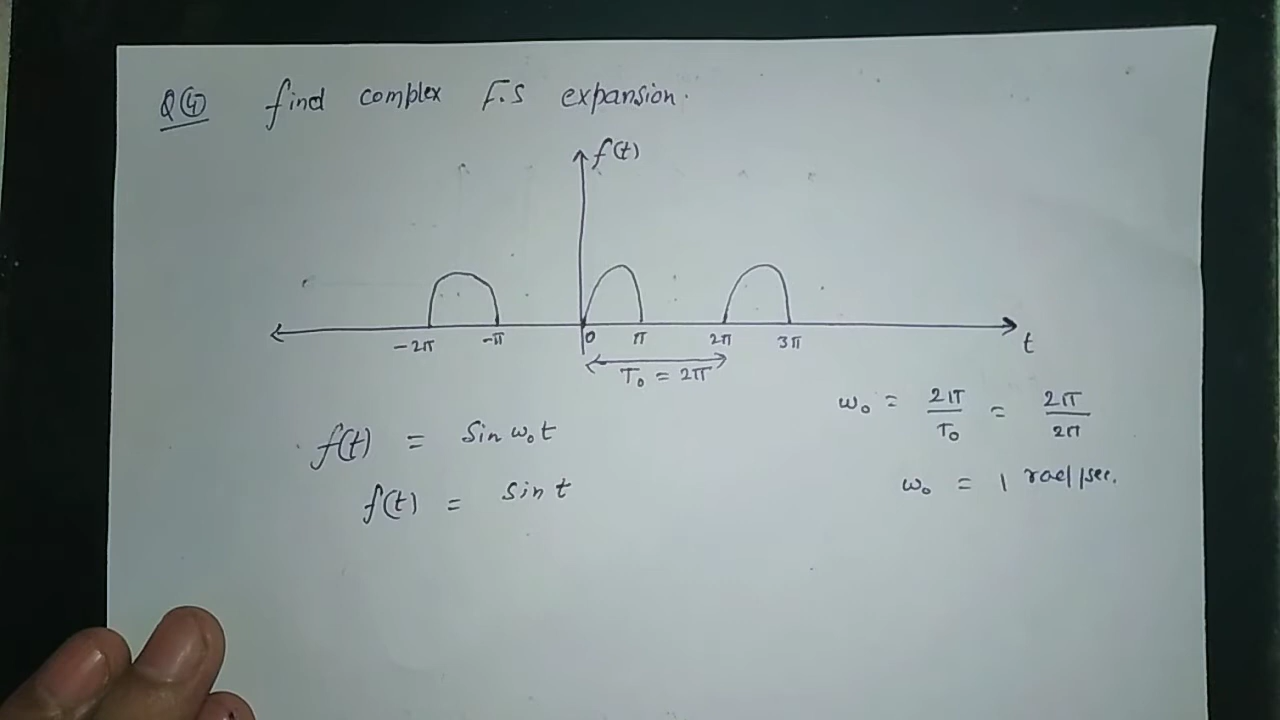 Q④ find complex F.S expansion.
f(t)
-2π -π 0 π 2π 3π t
T₀ = 2π
ω₀ = 2π/T₀ = 2π/2π
f(t) = Sin ω₀t
ω₀ = 1 rad/sec.
f(t) = Sin t